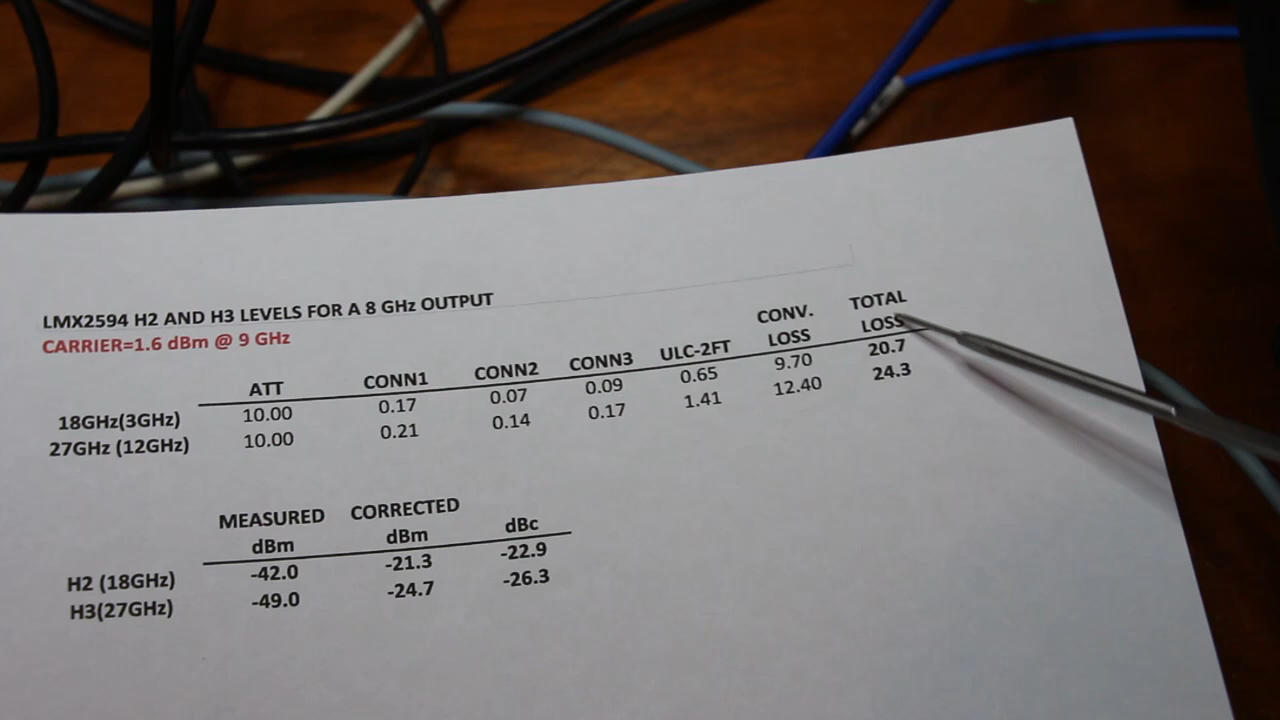 LMX2594 H2 AND H3 LEVELS FOR A 8 GHz OUTPUT
CARRIER=1.6 dBm @ 9 GHz
CONV. TOTAL
ATT CONN1 CONN2 CONN3 ULC-2FT LOSS LOSS
18GHz(3GHz) 10.00 0.17 0.07 0.09 0.65 9.70 20.7
27GHz (12GHz) 10.00 0.21 0.14 0.17 1.41 12.40 24.3
MEASURED CORRECTED
dBm dBm dBc
H2 (18GHz) -42.0 -21.3 -22.9
H3(27GHz) -49.0 -24.7 -26.3